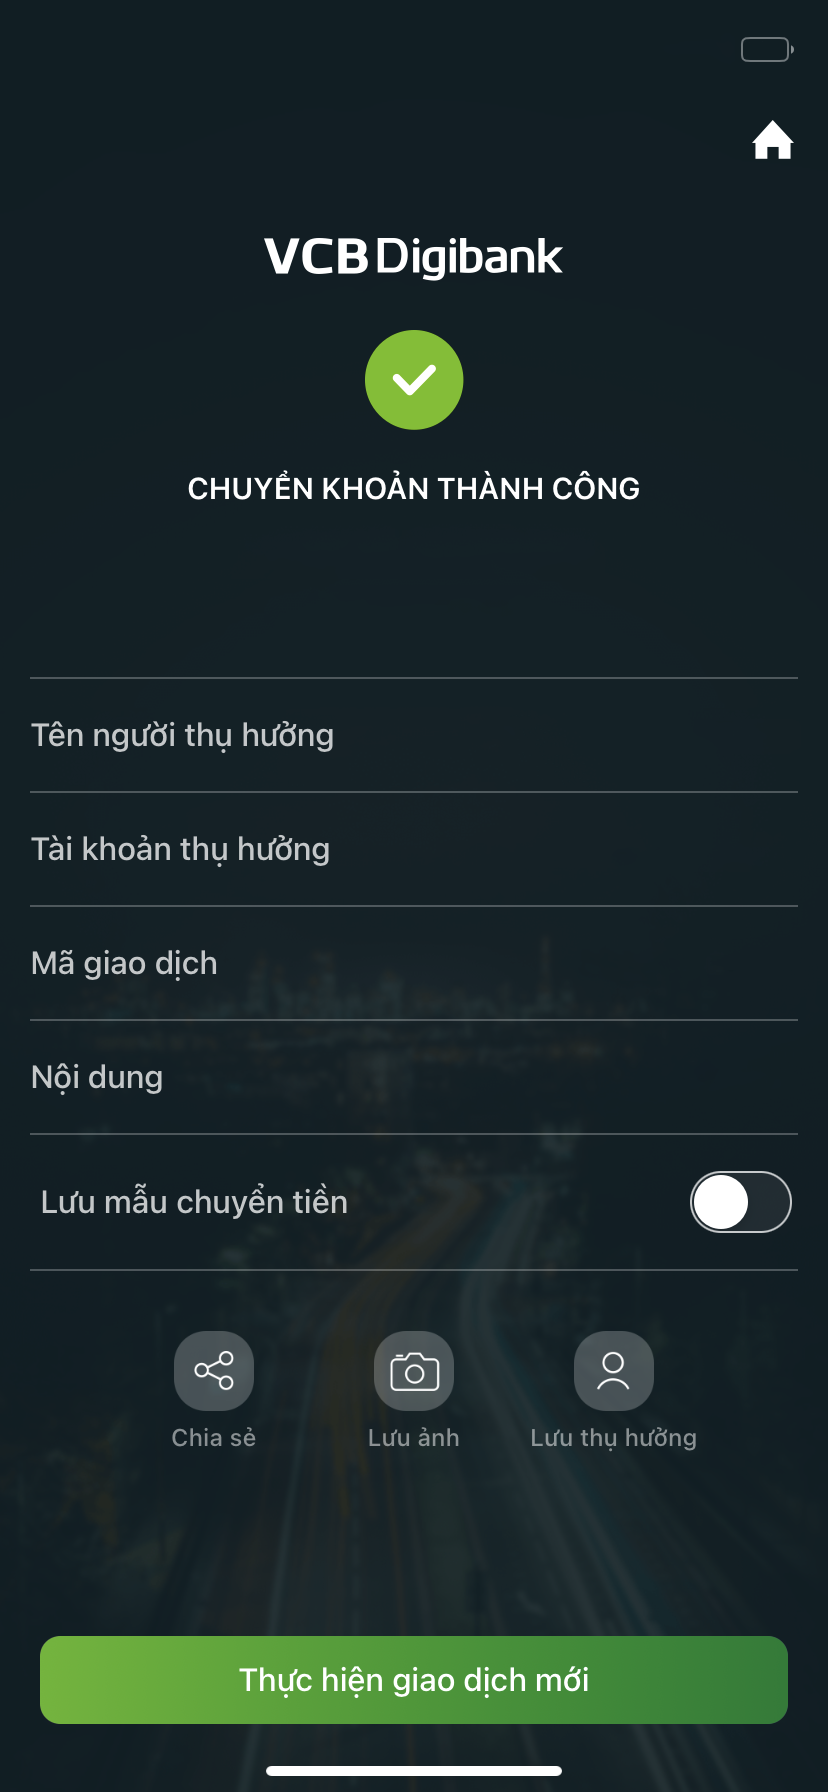 VCB Digibank
CHUYỂN KHOẢN THÀNH CÔNG
Tên người thụ hưởng
Tài khoản thụ hưởng
Mã giao dịch
Nội dung
Lưu mẫu chuyển tiền
Chia sẻ
Lưu ảnh
Lưu thụ hưởng
Thực hiện giao dịch mới